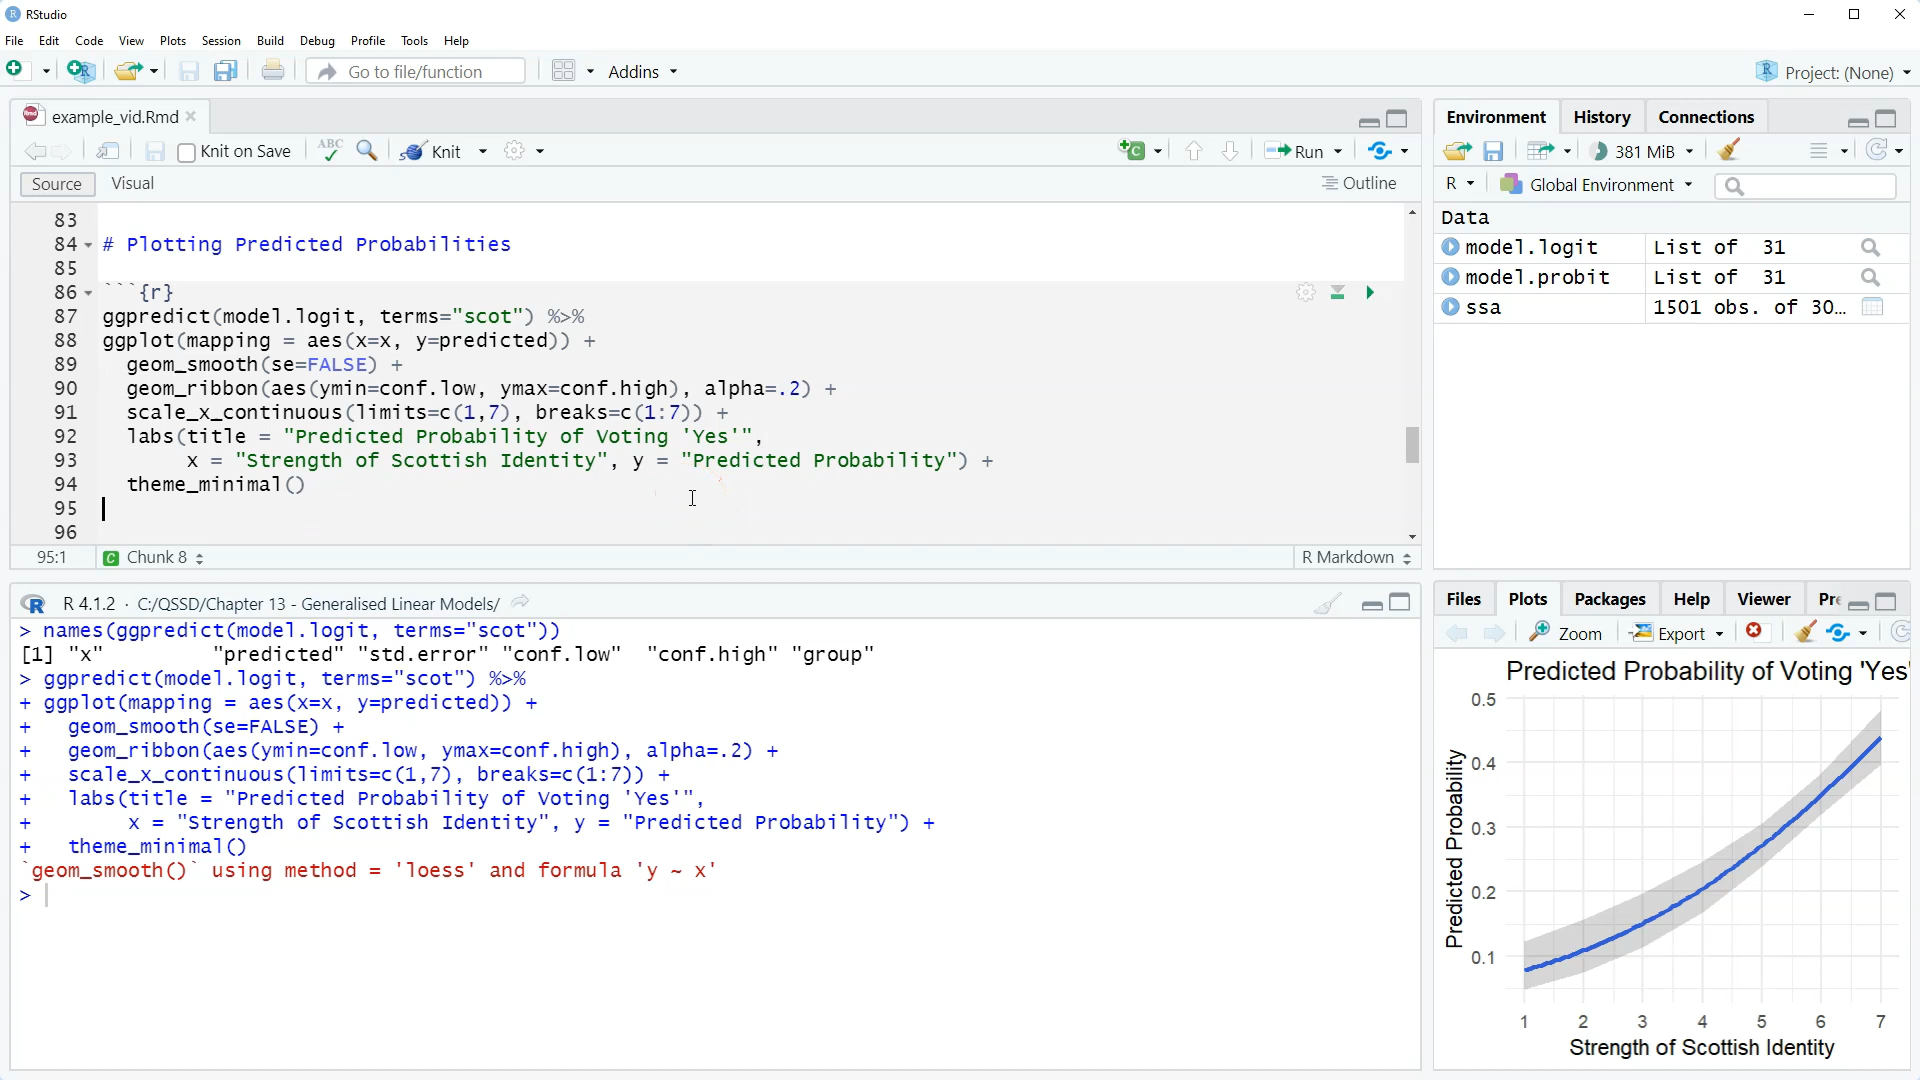 RStudio
File Edit Code View Plots Session Build Debug Profile Tools Help
Go to file/function Addins Project: (None)
example_vid.Rmd
Knit on Save ABC Knit Run
Source Visual Outline
83
84 # Plotting Predicted Probabilities
85
86 ```{r}
87 ggpredict(model.logit, terms="scot") %>%
88 ggplot(mapping = aes(x=x, y=predicted)) +
89 geom_smooth(se=FALSE) +
90 geom_ribbon(aes(ymin=conf.low, ymax=conf.high), alpha=.2) +
91 scale_x_continuous(limits=c(1,7), breaks=c(1:7)) +
92 labs(title = "Predicted Probability of Voting 'Yes'",
93 x = "Strength of Scottish Identity", y = "Predicted Probability") +
94 theme_minimal()
95
96
95:1 Chunk 8 R Markdown
R 4.1.2 · C:/QSSD/Chapter 13 - Generalised Linear Models/
> names(ggpredict(model.logit, terms="scot"))
[1] "x" "predicted" "std.error" "conf.low" "conf.high" "group"
> ggpredict(model.logit, terms="scot") %>%
+ ggplot(mapping = aes(x=x, y=predicted)) +
+ geom_smooth(se=FALSE) +
+ geom_ribbon(aes(ymin=conf.low, ymax=conf.high), alpha=.2) +
+ scale_x_continuous(limits=c(1,7), breaks=c(1:7)) +
+ labs(title = "Predicted Probability of Voting 'Yes'",
+ x = "Strength of Scottish Identity", y = "Predicted Probability") +
+ theme_minimal()
`geom_smooth()` using method = 'loess' and formula 'y ~ x'
>
Environment History Connections
381 MiB
R Global Environment
Data
model.logit List of 31
model.probit List of 31
ssa 1501 obs. of 30…
Files Plots Packages Help Viewer Pre
Zoom Export
Predicted Probability of Voting 'Yes'
0.5
0.4
0.3
0.2
0.1
Predicted Probability
1 2 3 4 5 6 7
Strength of Scottish Identity